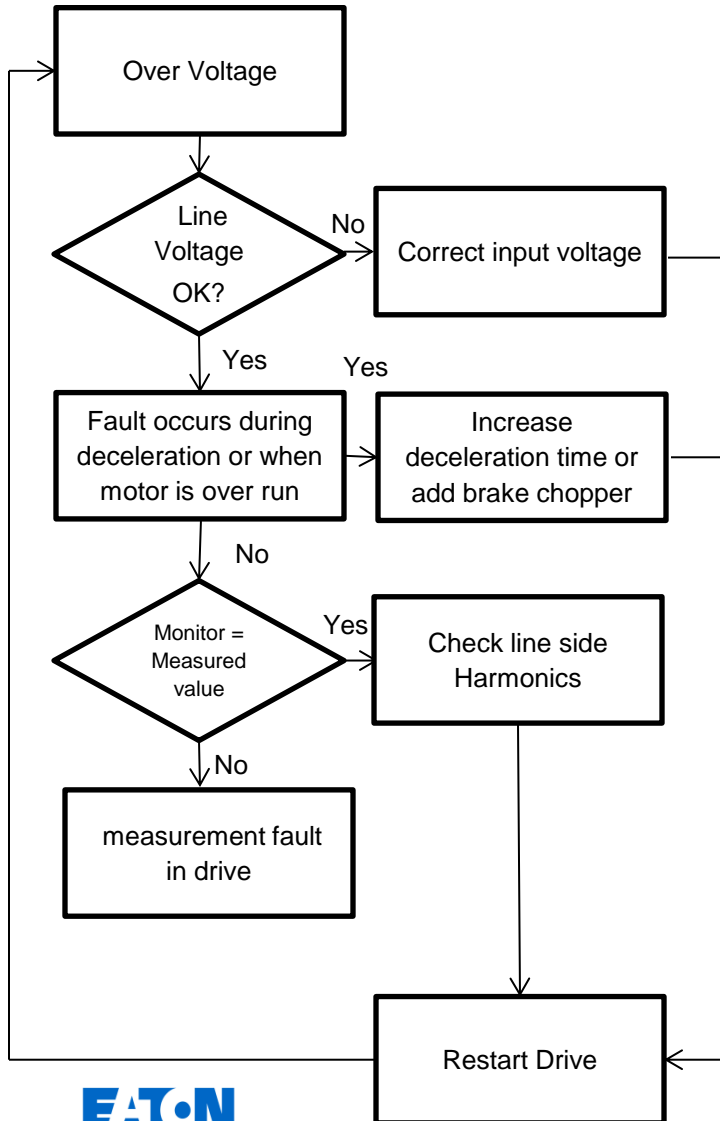 Over Voltage
Line
Voltage
OK?
No
Correct input voltage
Yes
Yes
Fault occurs during
deceleration or when
motor is over run
Increase
deceleration time or
add brake chopper
No
Monitor =
Measured
value
Yes
Check line side
Harmonics
No
measurement fault
in drive
Restart Drive
EATON